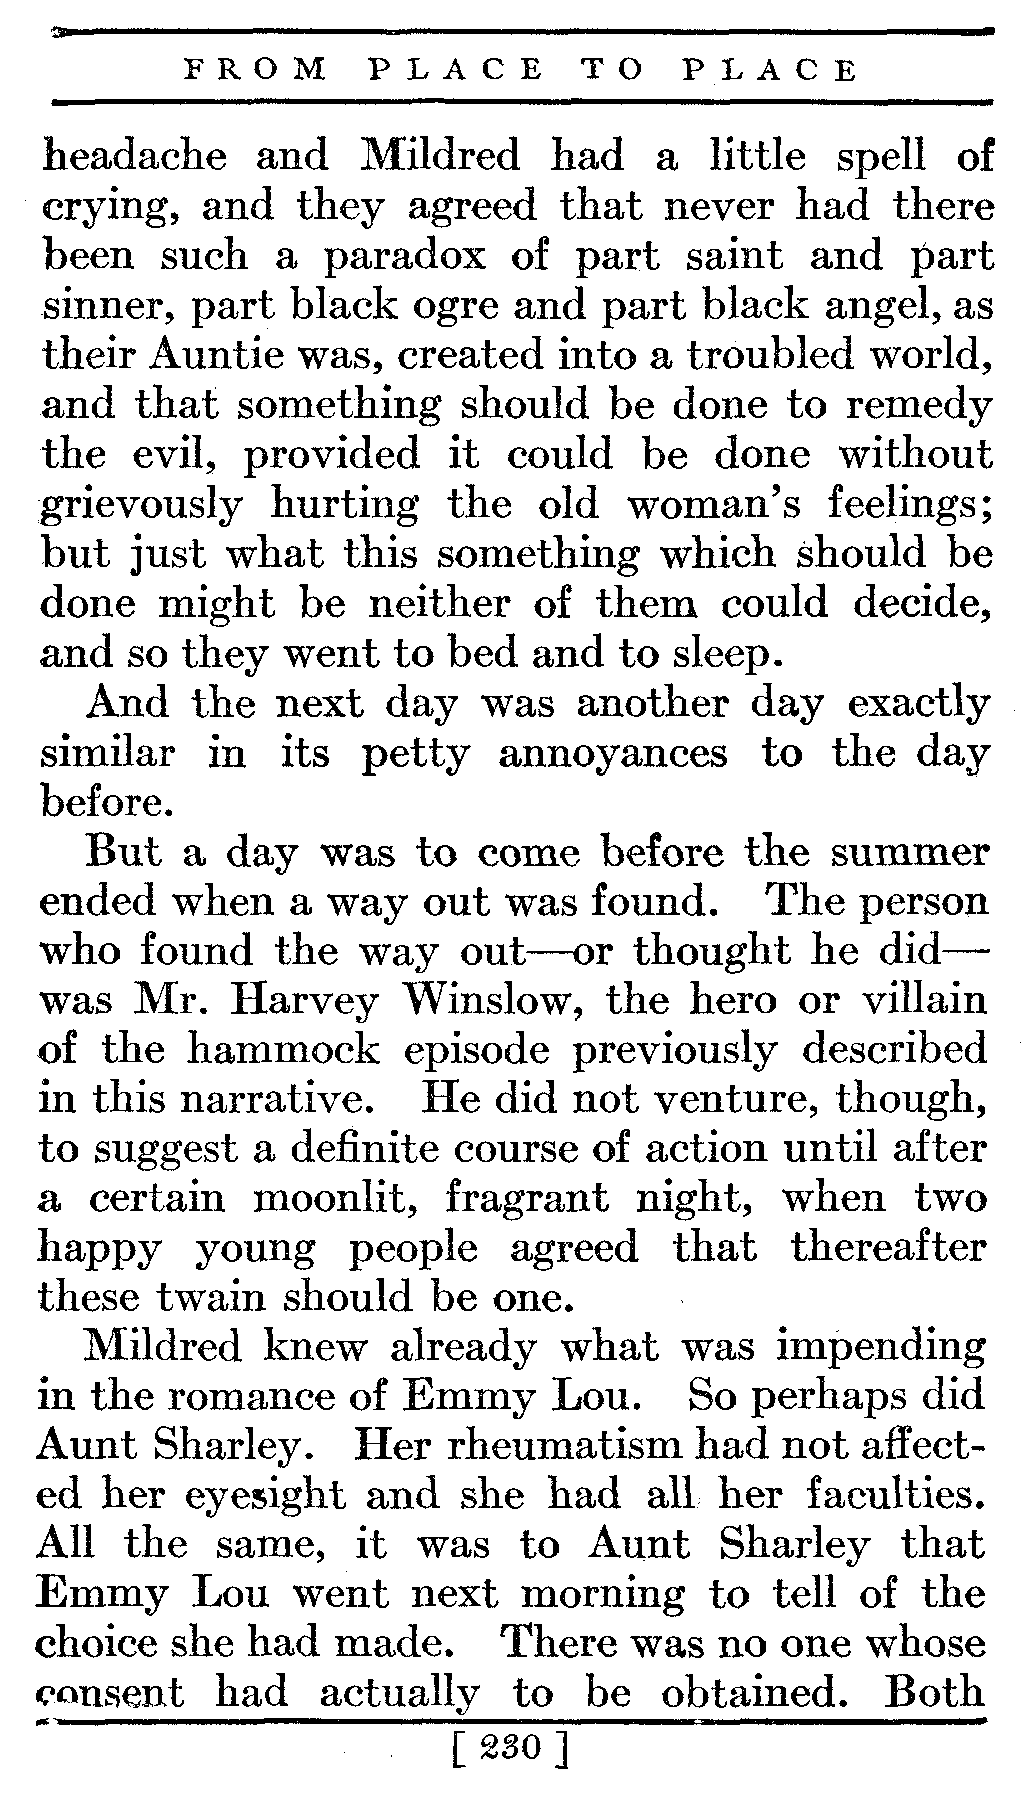 FROM PLACE TO PLACE
headache and Mildred had a little spell of
crying, and they agreed that never had there
been such a paradox of part saint and part
sinner, part black ogre and part black angel, as
their Auntie was, created into a troubled world,
and that something should be done to remedy
the evil, provided it could be done without
grievously hurting the old woman's feelings;
but just what this something which should be
done might be neither of them could decide,
and so they went to bed and to sleep.
And the next day was another day exactly
similar in its petty annoyances to the day
before.
But a day was to come before the summer
ended when a way out was found. The person
who found the way out—or thought he did—
was Mr. Harvey Winslow, the hero or villain
of the hammock episode previously described
in this narrative. He did not venture, though,
to suggest a definite course of action until after
a certain moonlit, fragrant night, when two
happy young people agreed that thereafter
these twain should be one.
Mildred knew already what was impending
in the romance of Emmy Lou. So perhaps did
Aunt Sharley. Her rheumatism had not affect-
ed her eyesight and she had all her faculties.
All the same, it was to Aunt Sharley that
Emmy Lou went next morning to tell of the
choice she had made. There was no one whose
consent had actually to be obtained. Both
[ 230 ]